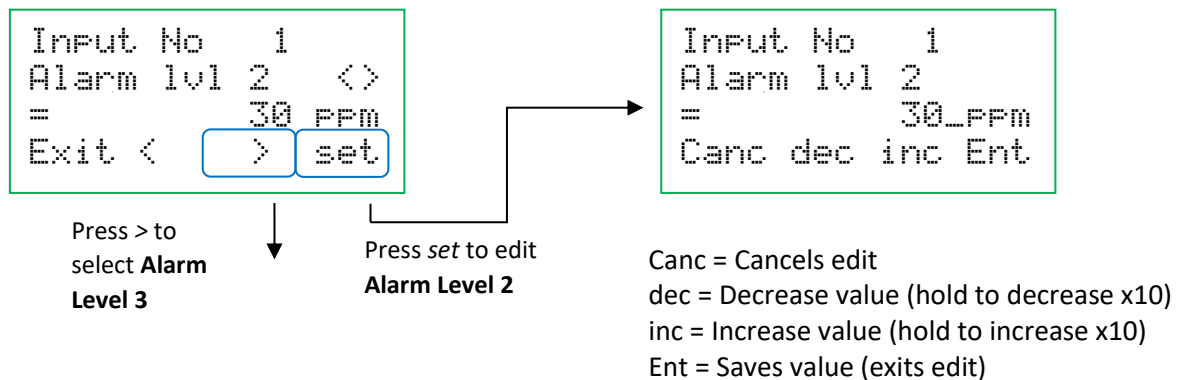 Input No 1
Alarm lvl 2 <>
= 30 ppm
Exit < > set
Press > to
select Alarm
Level 3
Press set to edit
Alarm Level 2
Input No 1
Alarm lvl 2
= 30_ppm
Canc dec inc Ent
Canc = Cancels edit
dec = Decrease value (hold to decrease x10)
inc = Increase value (hold to increase x10)
Ent = Saves value (exits edit)